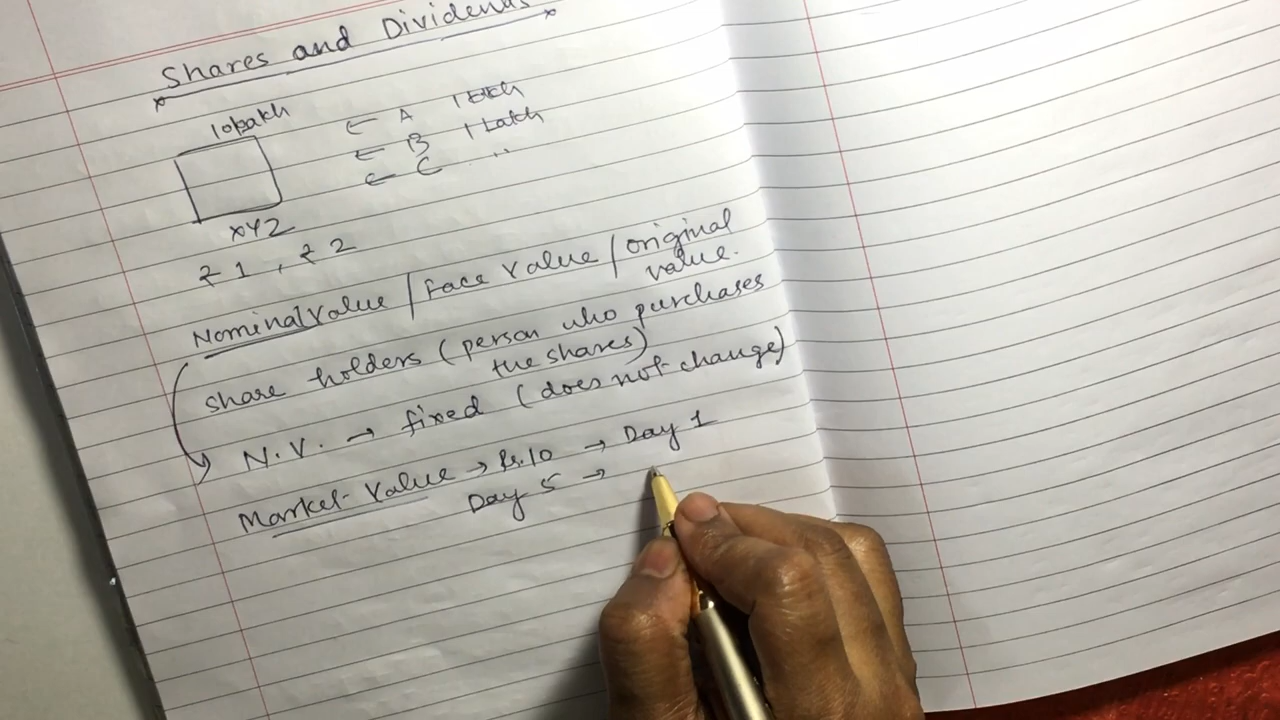 Shares and Dividends
10 Lakh
← A 1 Lakh
← B 1 Lakh
← C ..
XYZ
₹ 1 , ₹ 2
Nominal Value / Face Value / original
value.
share holders (person who purchases
the shares)
N.V. → fixed (does not change)
Market Value → Rs.10 → Day 1
Day 5 →